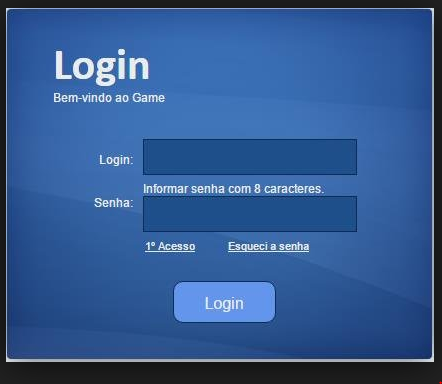 Login
Bem-vindo ao Game
Login:
Informar senha com 8 caracteres.
Senha:
1º Acesso Esqueci a senha
Login